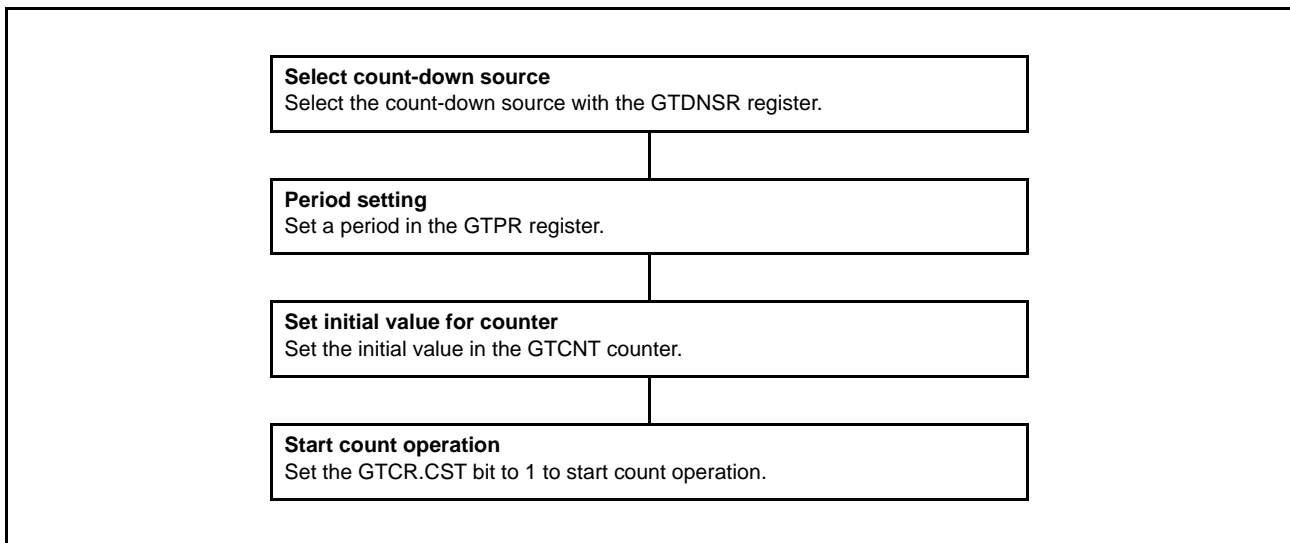 Select count-down source
Select the count-down source with the GTDNSR register.
Period setting
Set a period in the GTPR register.
Set initial value for counter
Set the initial value in the GTCNT counter.
Start count operation
Set the GTCR.CST bit to 1 to start count operation.